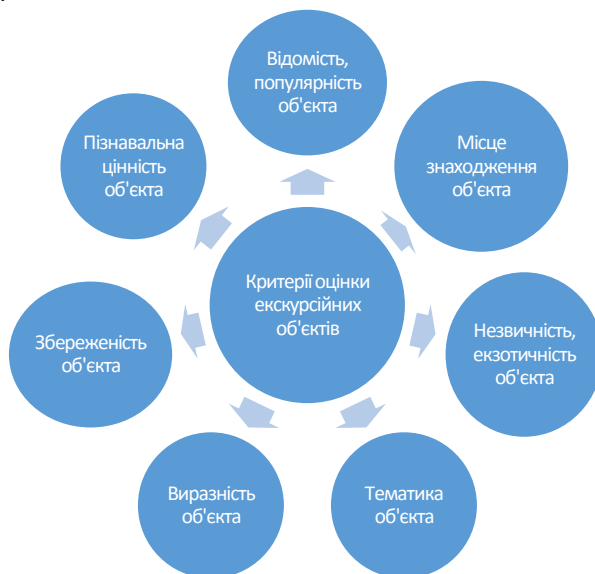 Відомість,
популярність
об'єкта
Місце
знаходження
об'єкта
Незвичність,
екзотичність
об'єкта
Тематика
об'єкта
Виразність
об'єкта
Збереженість
об'єкта
Пізнавальна
цінність
об'єкта
Критерії оцінки
екскурсійних
об'єктів